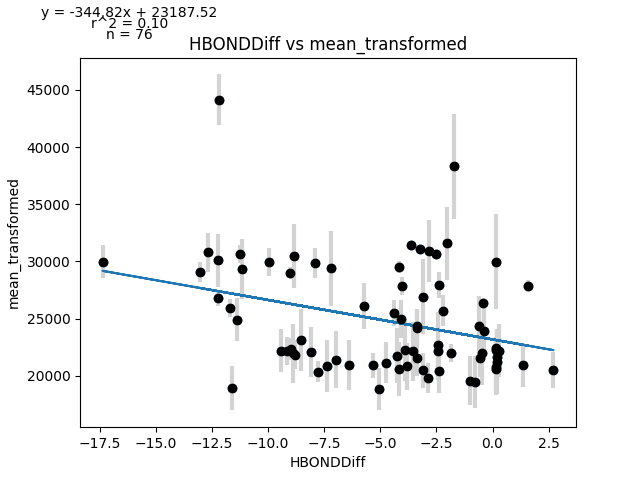 y = -344.82x + 23187.52
r^2 = 0.10
n = 76
HBONDDiff vs mean_transformed
mean_transformed
45000
40000
35000
30000
25000
20000
−17.5 −15.0 −12.5 −10.0 −7.5 −5.0 −2.5 0.0 2.5
HBONDDiff